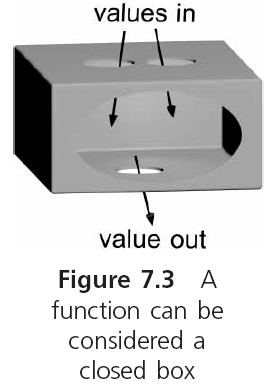 values in
value out
Figure 7.3 A
function can be
considered a
closed box